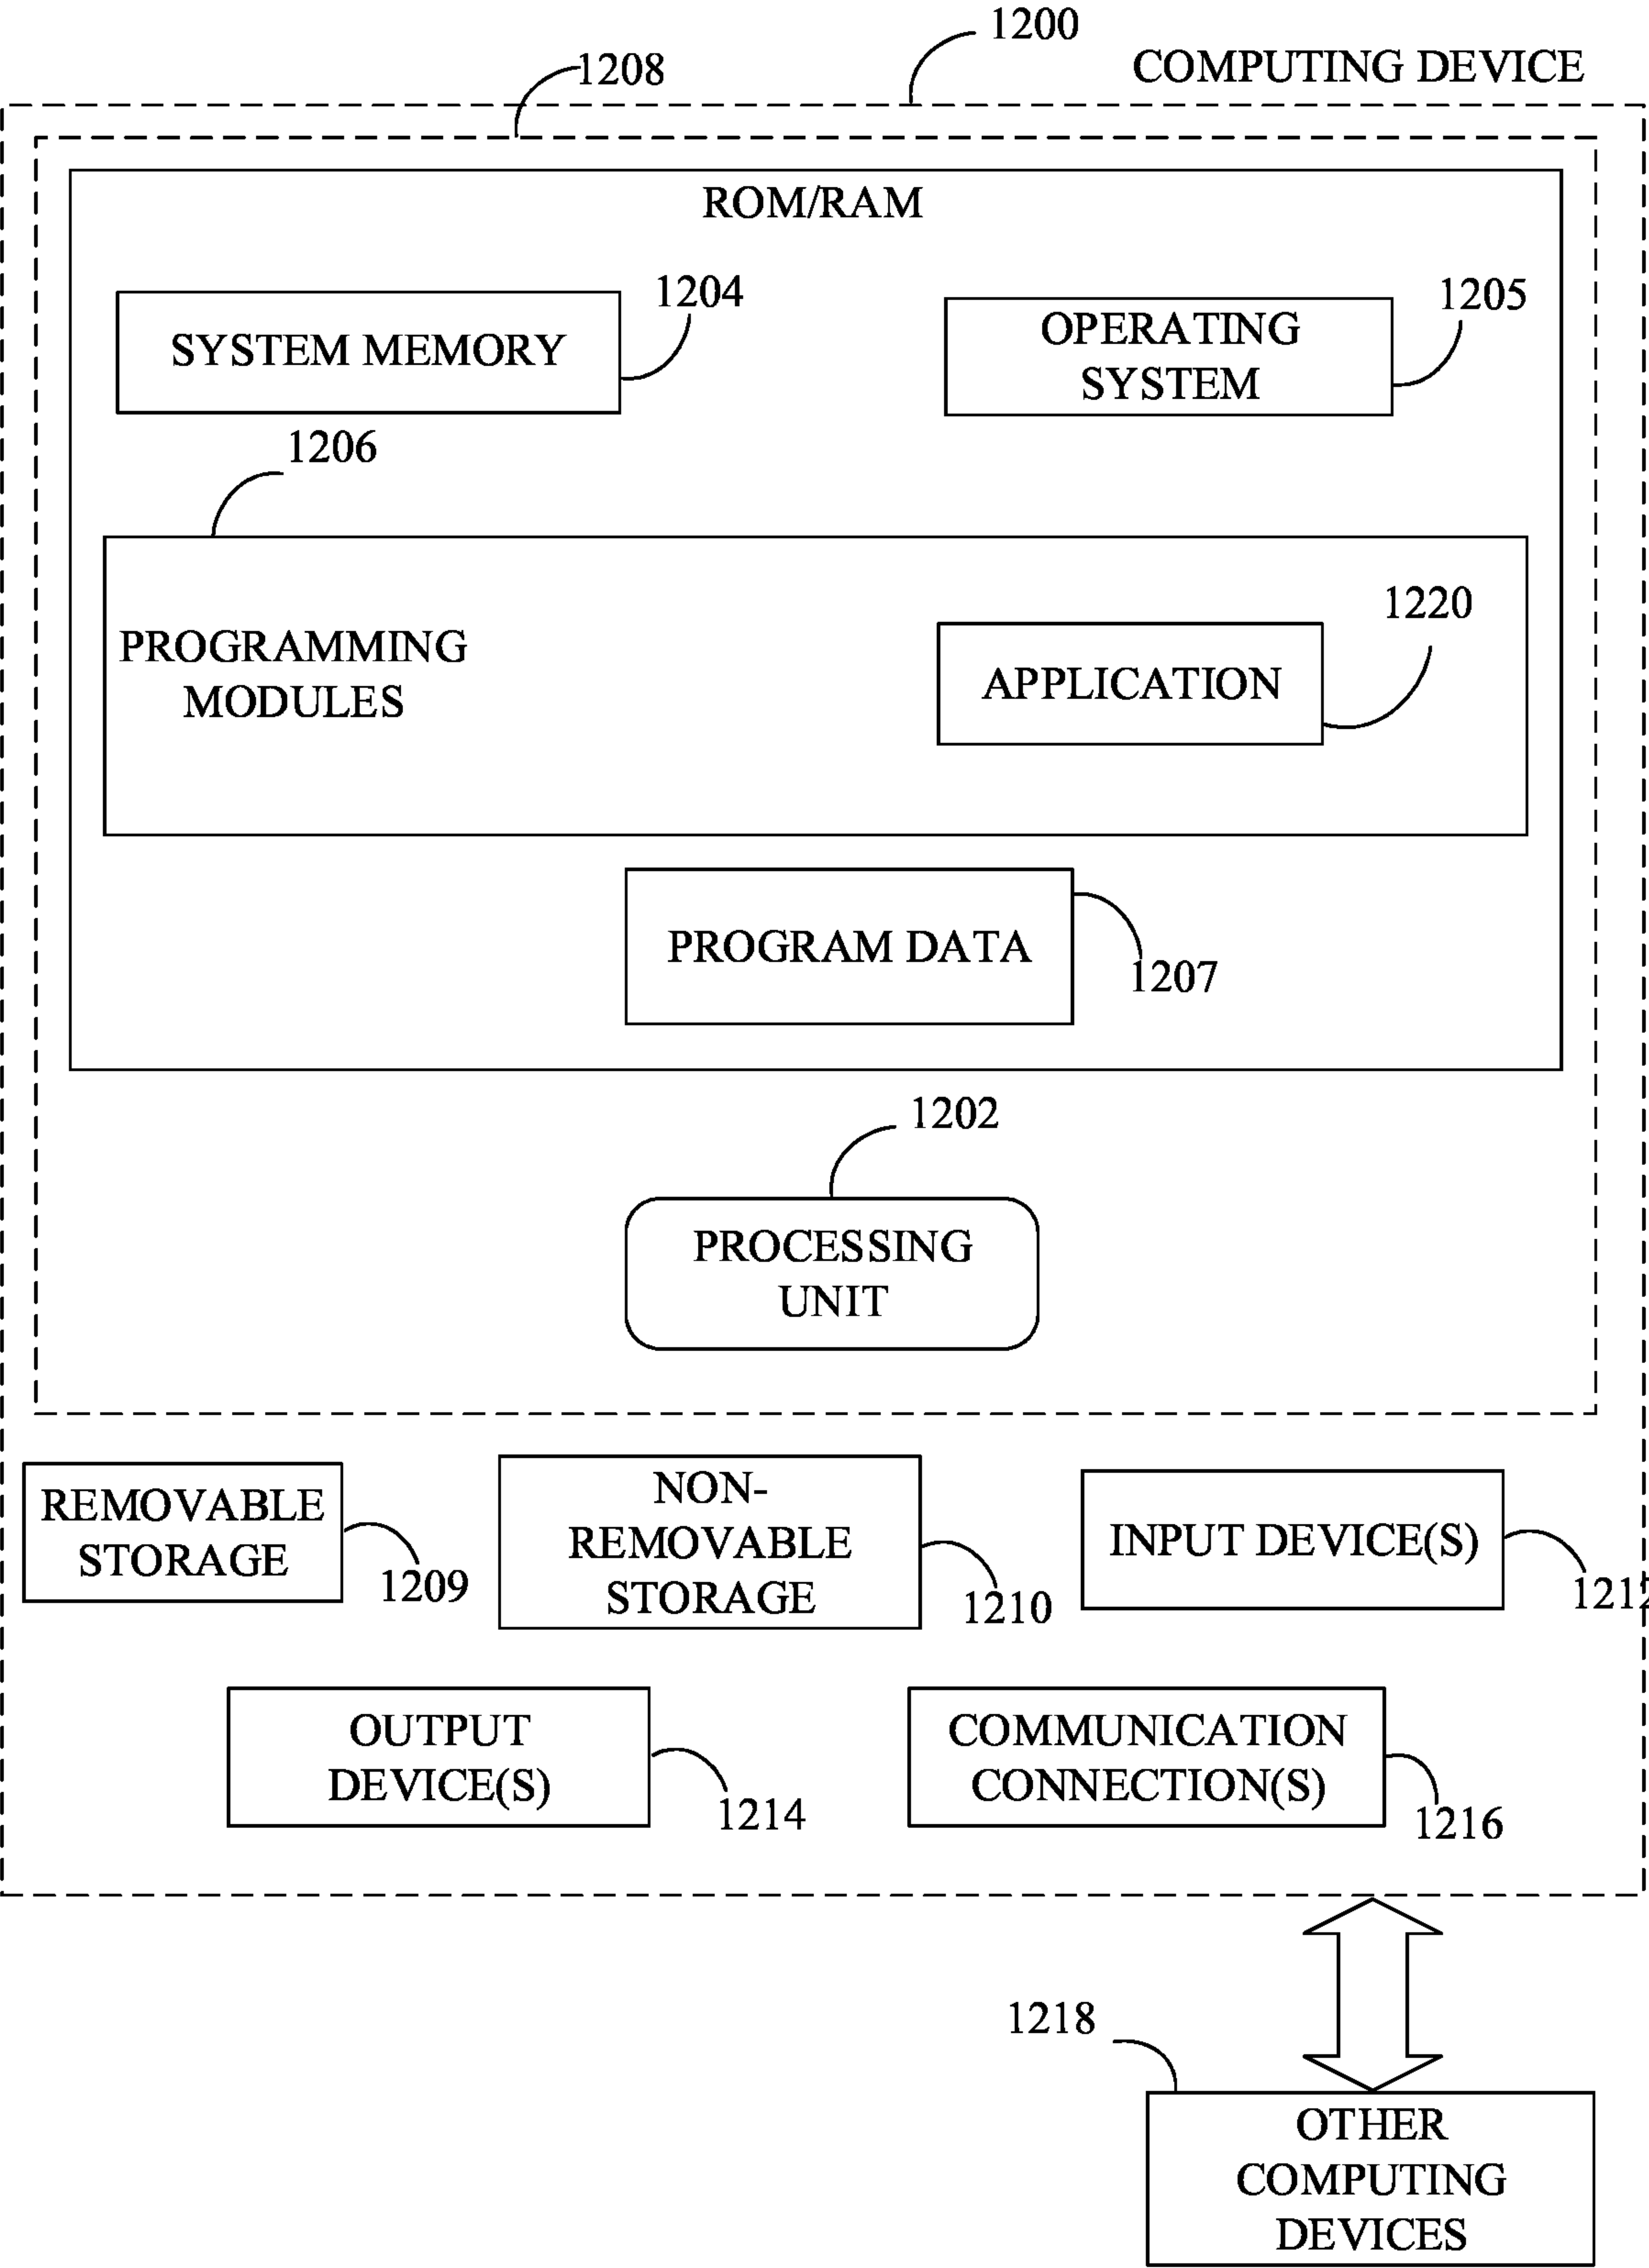 1200
COMPUTING DEVICE
1208
ROM/RAM
1204
SYSTEM MEMORY
1205
OPERATING
SYSTEM
1206
PROGRAMMING
MODULES
1220
APPLICATION
PROGRAM DATA
1207
1202
PROCESSING
UNIT
REMOVABLE
STORAGE
1209
NON-
REMOVABLE
STORAGE
1210
INPUT DEVICE(S)
1212
OUTPUT
DEVICE(S)
1214
COMMUNICATION
CONNECTION(S)
1216
1218
OTHER
COMPUTING
DEVICES